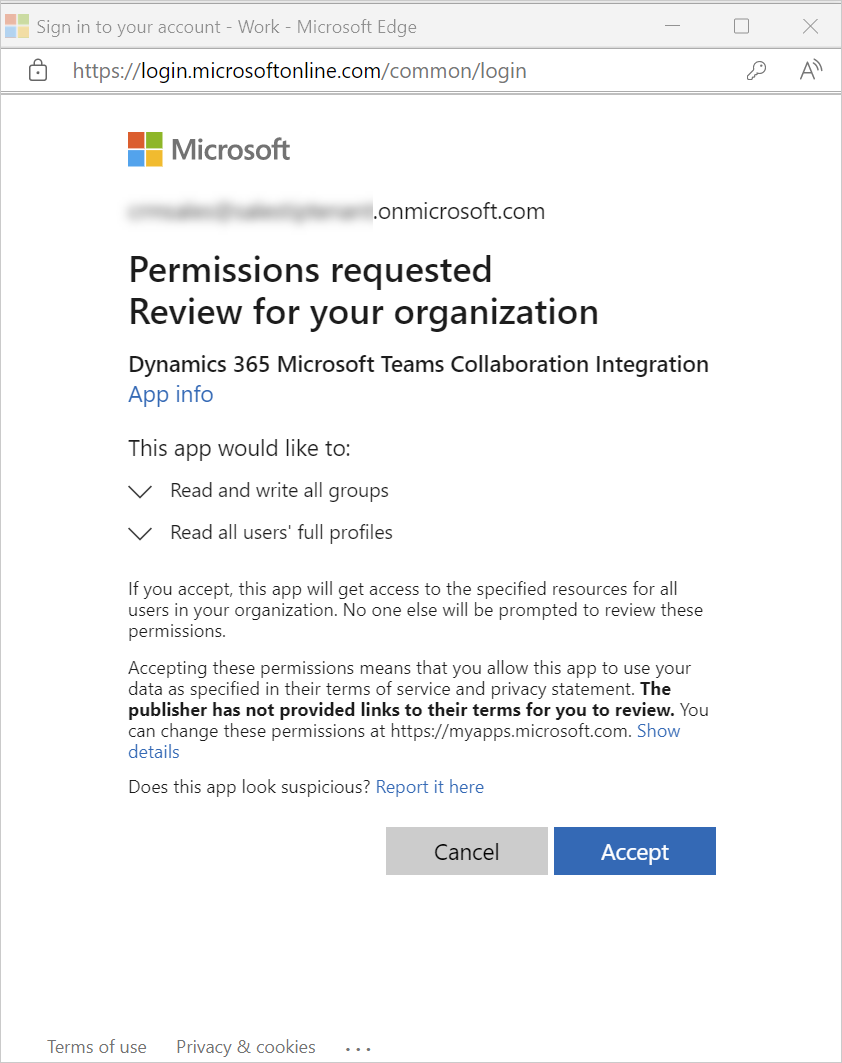 Sign in to your account - Work - Microsoft Edge
https://login.microsoftonline.com/common/login
Microsoft
.onmicrosoft.com
Permissions requested
Review for your organization
Dynamics 365 Microsoft Teams Collaboration Integration
App info
This app would like to:
Read and write all groups
Read all users' full profiles
If you accept, this app will get access to the specified resources for all
users in your organization. No one else will be prompted to review these
permissions.
Accepting these permissions means that you allow this app to use your
data as specified in their terms of service and privacy statement. The
publisher has not provided links to their terms for you to review. You
can change these permissions at https://myapps.microsoft.com. Show
details
Does this app look suspicious? Report it here
Cancel
Accept
Terms of use
Privacy & cookies
...